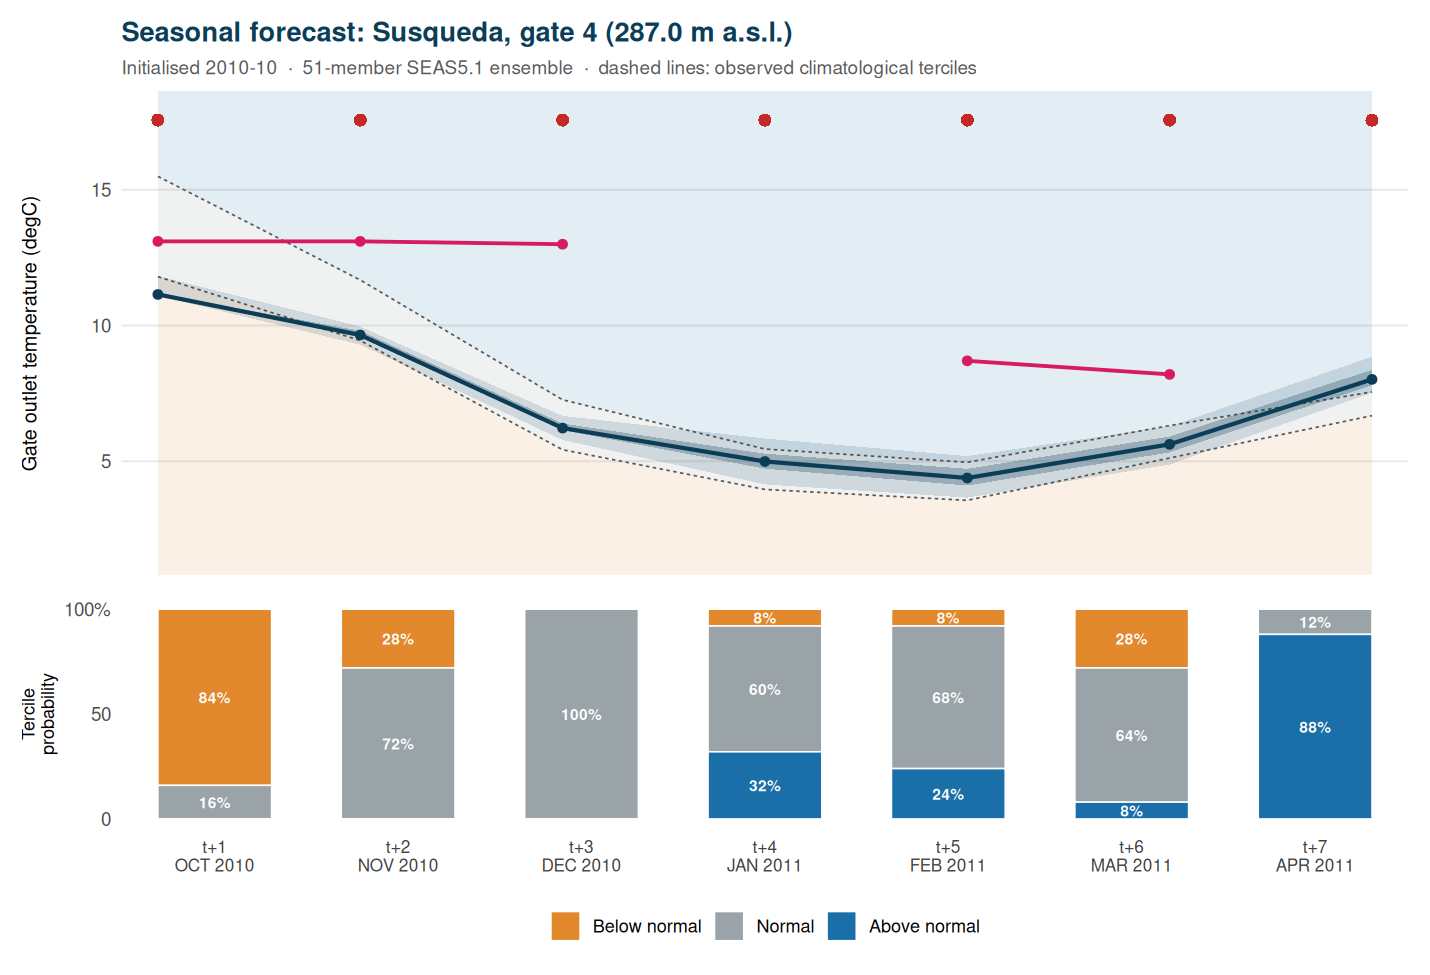 Seasonal forecast: Susqueda, gate 4 (287.0 m a.s.l.)
Initialised 2010-10 · 51-member SEAS5.1 ensemble · dashed lines: observed climatological terciles
Gate outlet temperature (degC)
15
10
5
Tercile
probability
100%
50
0
84%
16%
28%
72%
100%
8%
60%
32%
8%
68%
24%
28%
64%
8%
12%
88%
t+1
OCT 2010
t+2
NOV 2010
t+3
DEC 2010
t+4
JAN 2011
t+5
FEB 2011
t+6
MAR 2011
t+7
APR 2011
Below normal
Normal
Above normal